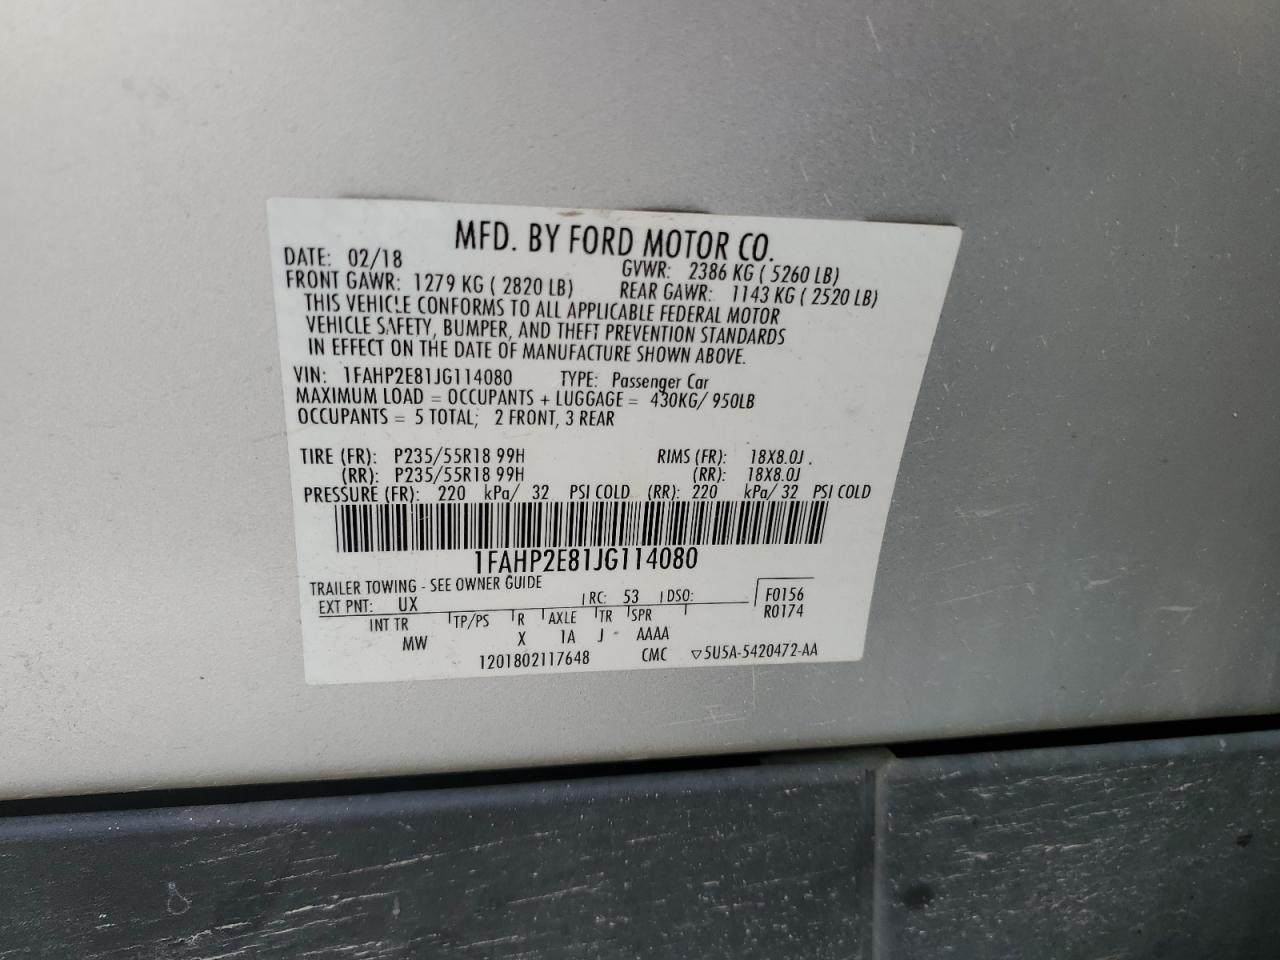 MFD. BY FORD MOTOR CO.
DATE: 02/18 GVWR: 2386 KG ( 5260 LB)
FRONT GAWR: 1279 KG ( 2820 LB) REAR GAWR: 1143 KG ( 2520 LB)
THIS VEHICLE CONFORMS TO ALL APPLICABLE FEDERAL MOTOR
VEHICLE SAFETY, BUMPER, AND THEFT PREVENTION STANDARDS
IN EFFECT ON THE DATE OF MANUFACTURE SHOWN ABOVE.
VIN: 1FAHP2E81JG114080 TYPE: Passenger Car
MAXIMUM LOAD = OCCUPANTS + LUGGAGE = 430KG/ 950LB
OCCUPANTS = 5 TOTAL; 2 FRONT, 3 REAR
TIRE (FR): P235/55R18 99H RIMS (FR): 18X8.0J
(RR): P235/55R18 99H (RR): 18X8.0J
PRESSURE (FR): 220 kPa/ 32 PSI COLD (RR): 220 kPa/ 32 PSI COLD
1FAHP2E81JG114080
TRAILER TOWING - SEE OWNER GUIDE
EXT PNT: UX RC: 53 DSO: F0156
INT TR TP/PS R AXLE TR SPR R0174
MW X 1A J AAAA
1201802117648 CMC ▽5U5A-5420472-AA